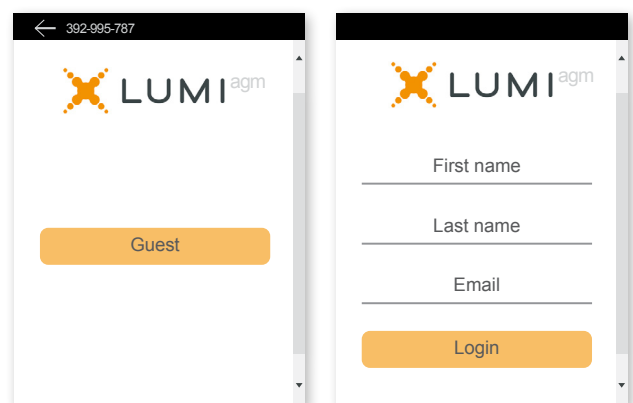 392-995-787
LUMI agm
Guest
LUMI agm
First name
Last name
Email
Login